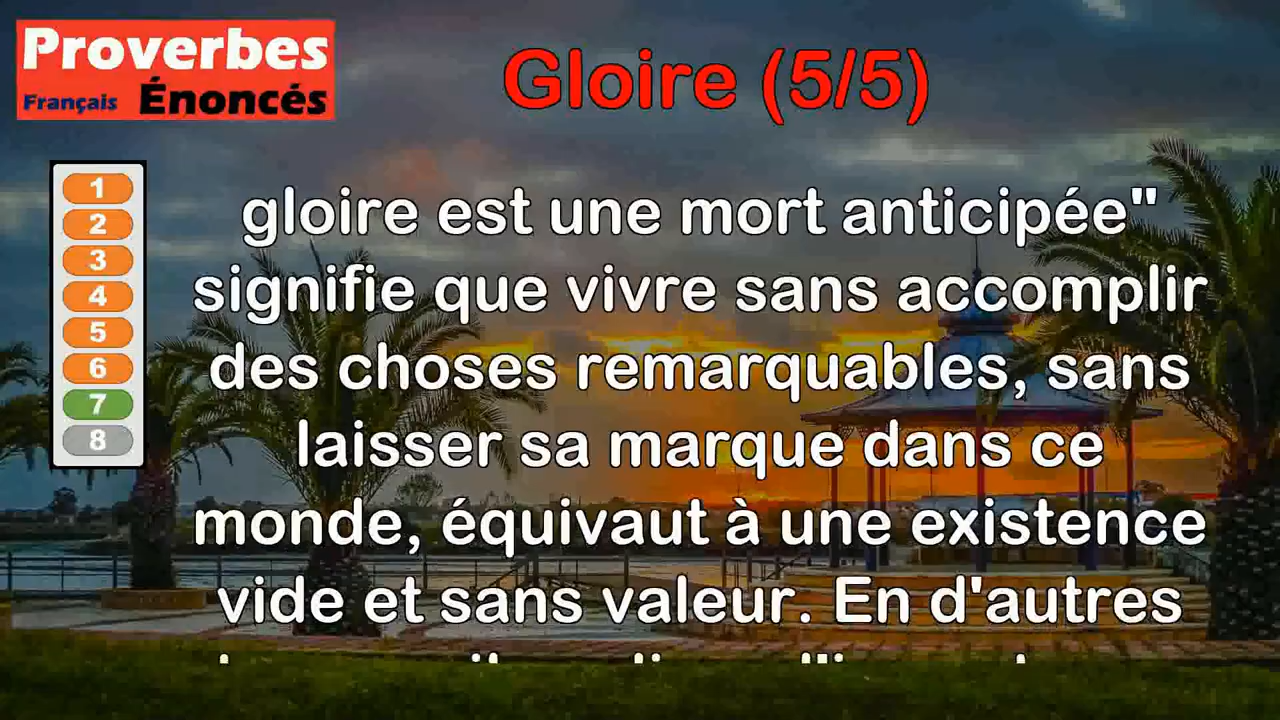 Proverbes
Français Énoncés
Gloire (5/5)
1
2
3
4
5
6
7
8
gloire est une mort anticipée"
signifie que vivre sans accomplir
des choses remarquables, sans
laisser sa marque dans ce
monde, équivaut à une existence
vide et sans valeur. En d'autres